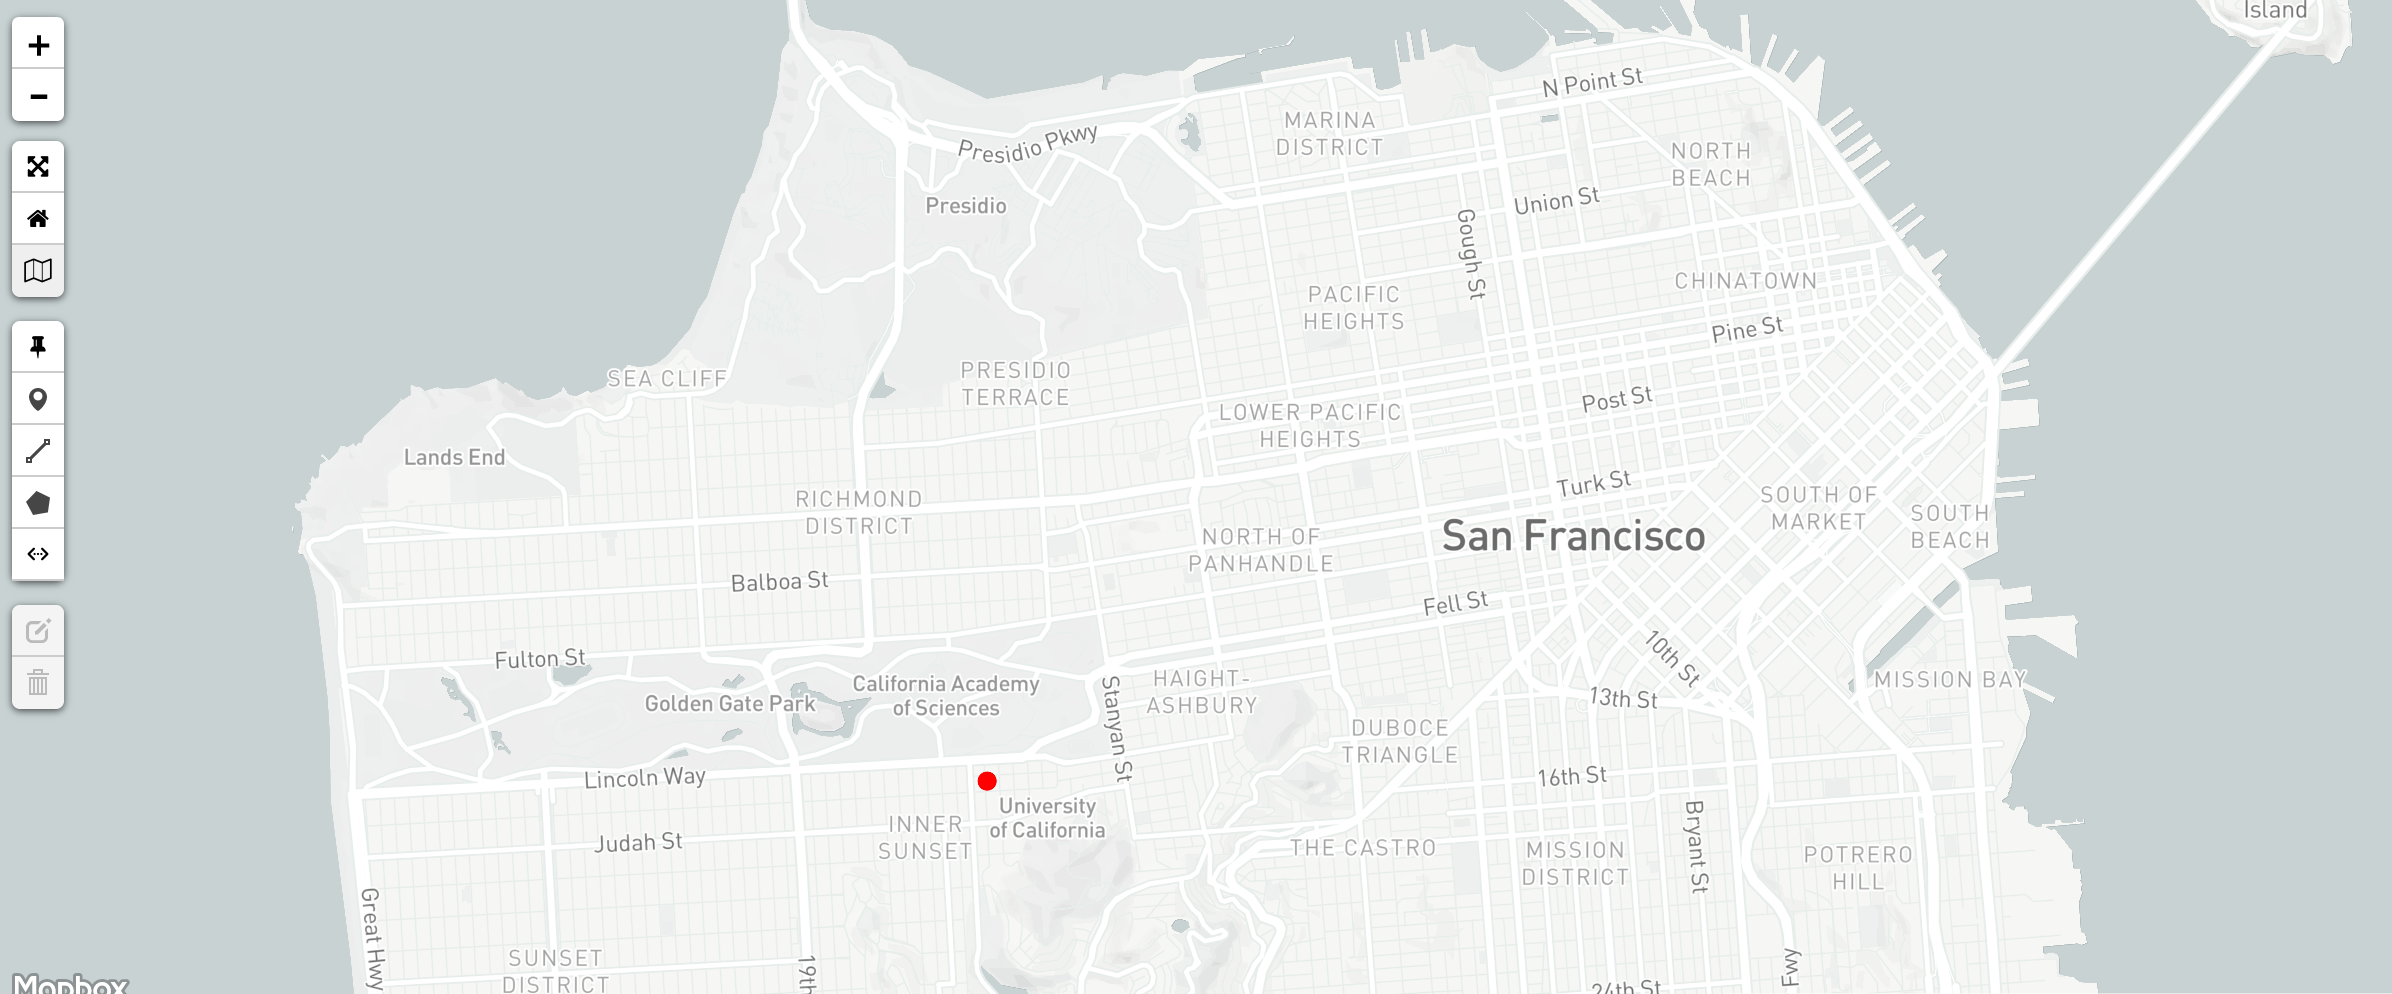 Island
N Point St
MARINA
DISTRICT
Presidio Pkwy
NORTH
BEACH
Presidio
Union St
Gough St
CHINATOWN
PACIFIC
HEIGHTS
Pine St
SEA CLIFF
PRESIDIO
TERRACE
Post St
LOWER PACIFIC
HEIGHTS
Lands End
Turk St
RICHMOND
DISTRICT
SOUTH OF
MARKET
SOUTH
BEACH
San Francisco
NORTH OF
PANHANDLE
Balboa St
Fell St
Fulton St
10th St
California Academy
of Sciences
HAIGHT-
ASHBURY
MISSION BAY
Golden Gate Park
Stanyan St
13th St
DUBOCE
TRIANGLE
Lincoln Way
16th St
University
of California
INNER
SUNSET
Judah St
THE CASTRO
MISSION
DISTRICT
Bryant St
POTRERO
HILL
Great Hwy
SUNSET
DISTRICT
19th
Fwy
24th St
Mapbox